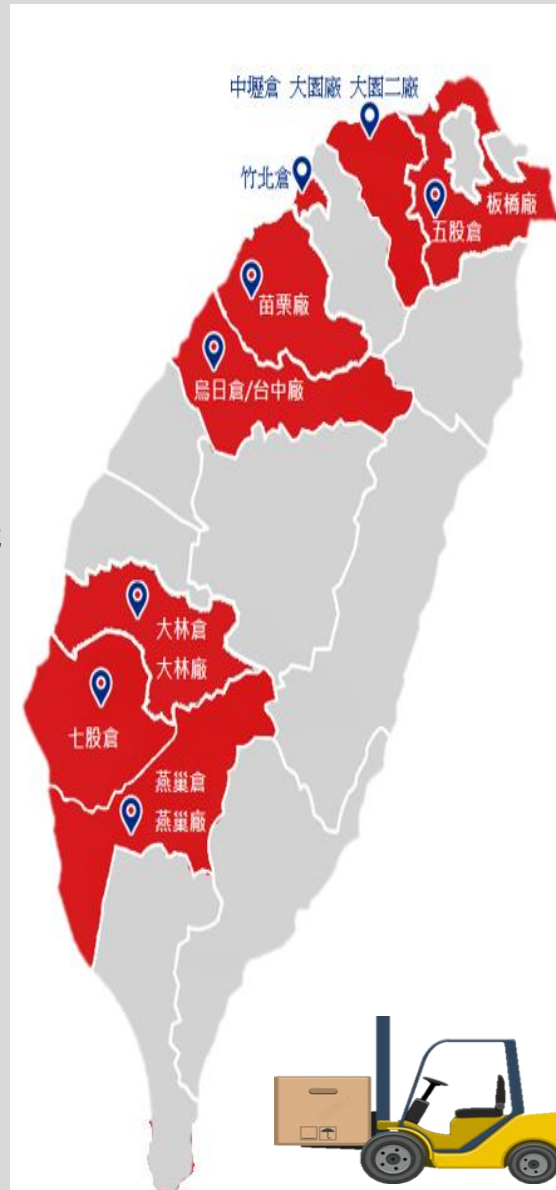 中壢倉 大園廠 大園二廠
竹北倉
板橋廠
五股倉
苗栗廠
烏日倉/台中廠
大林倉
大林廠
七股倉
燕巢倉
燕巢廠